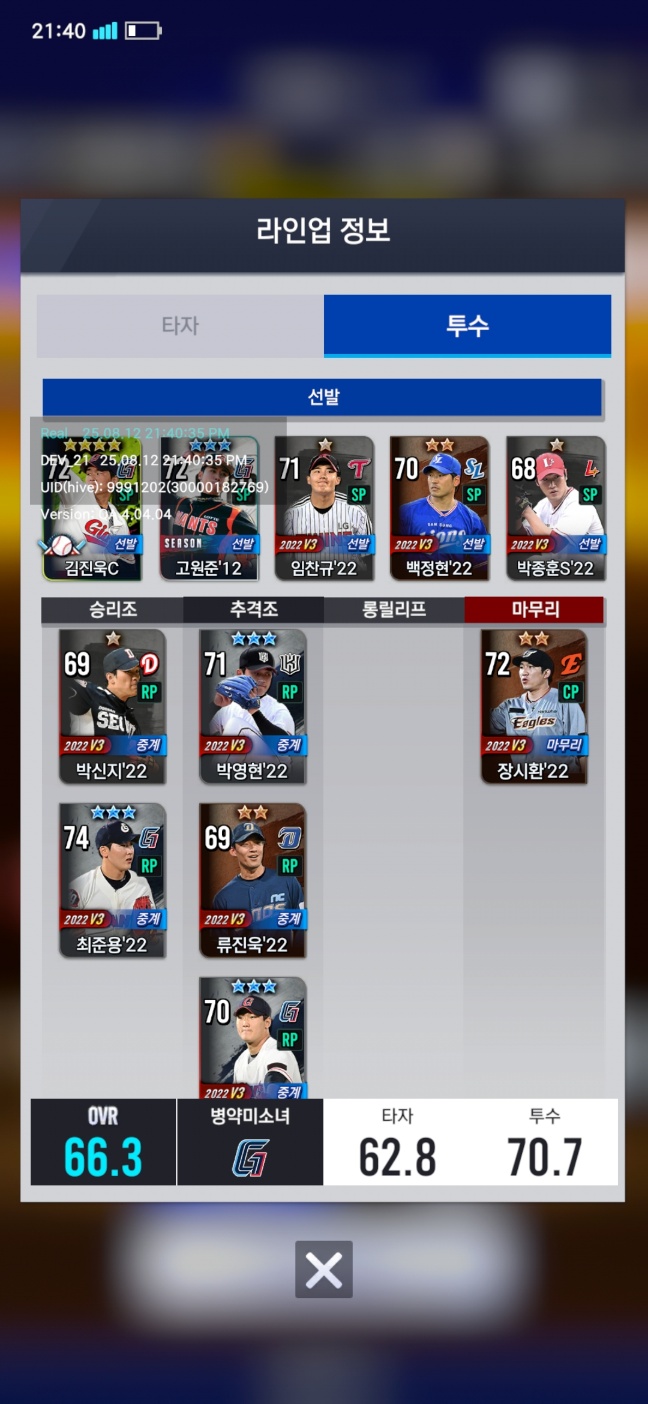 21:40
라인업 정보
타자
투수
선발
Real 25.08.12 21:40:35 PM
DEV_21 25.08.12 21:40:35 PM
UID(hive): 9991202(30000182769)
72 SP 선발 김진욱C
72 SP SEASON 선발 고원준'12
71 SP 2022 V3 선발 임찬규'22
70 SP 2022 V3 선발 백정현'22
68 SP 2022 V3 선발 박종훈S'22
승리조
추격조
롱릴리프
마무리
69 RP 2022 V3 중계 박신지'22
71 RP 2022 V3 중계 박영현'22
72 CP Eagles 2022 V3 마무리 장시환'22
74 RP 2022 V3 중계 최준용'22
69 RP 2022 V3 중계 류진욱'22
70 RP 2022 V3 중계
OVR
66.3
병약미소녀
타자
62.8
투수
70.7